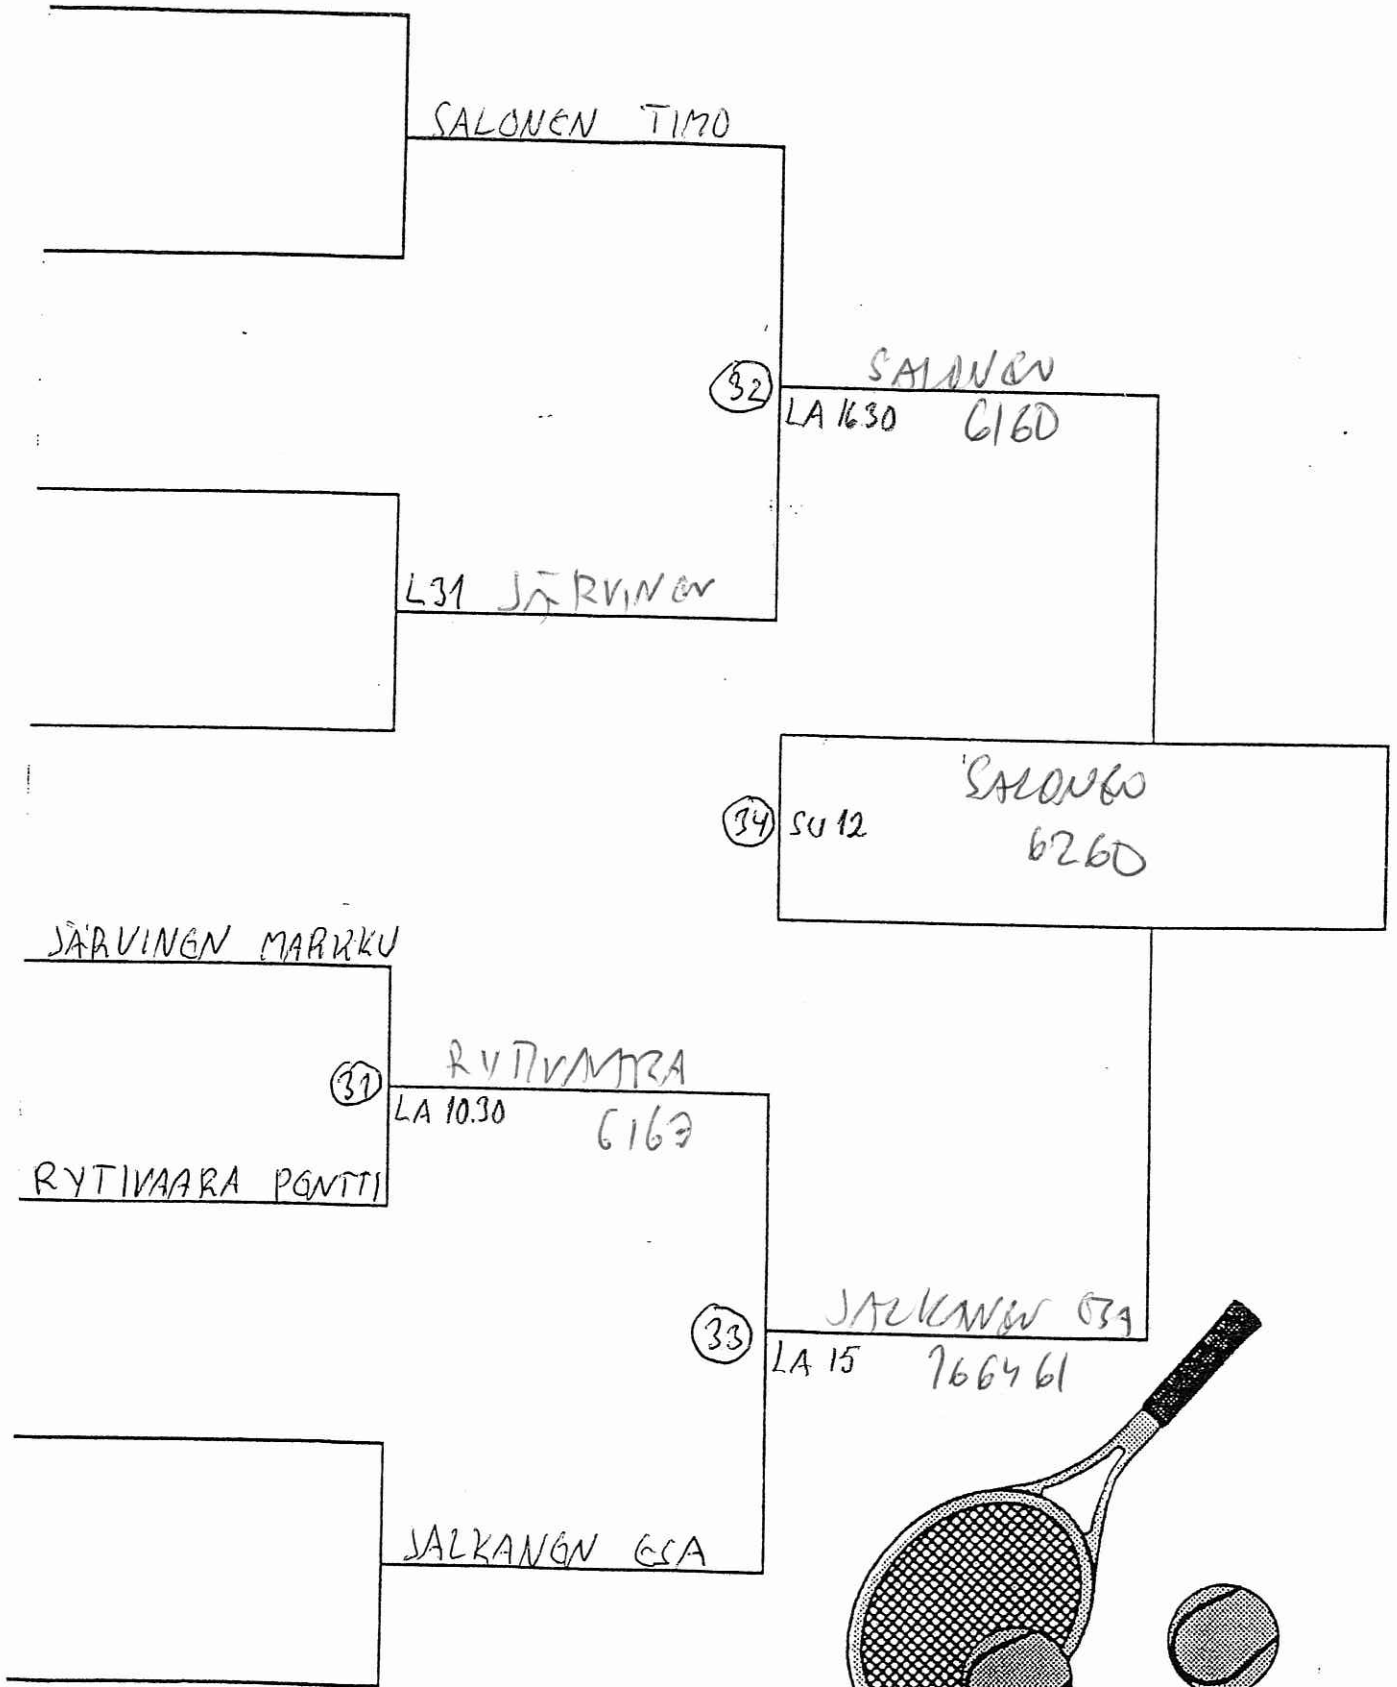 SALONEN TIMO
32
SALONEN
LA 16.30 6160
L31 JÄRVINEN
34 SU 12
SALONEN
6260
JÄRVINEN MARKKU
31
RYTIVAARA
LA 10.30 6163
RYTIVAARA PENTTI
33
JALKANEN ESA
LA 15 766461
JALKANEN ESA